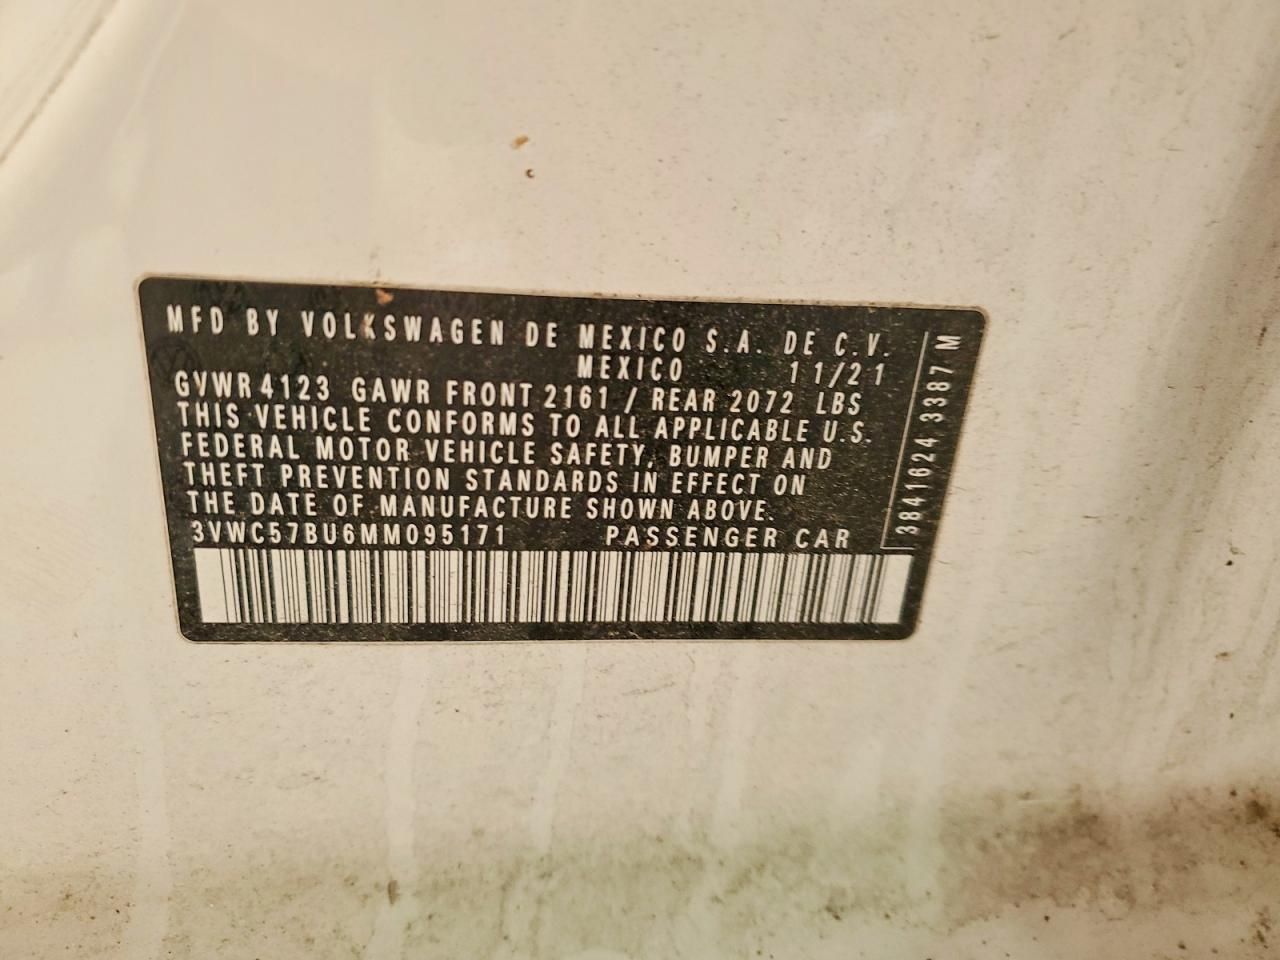 MFD BY VOLKSWAGEN DE MEXICO S.A. DE C.V.
MEXICO 11/21
GVWR 4123 GAWR FRONT 2161 / REAR 2072 LBS
THIS VEHICLE CONFORMS TO ALL APPLICABLE U.S.
FEDERAL MOTOR VEHICLE SAFETY, BUMPER AND
THEFT PREVENTION STANDARDS IN EFFECT ON
THE DATE OF MANUFACTURE SHOWN ABOVE.
3VWC57BU6MM095171 PASSENGER CAR
3841624 3387 M